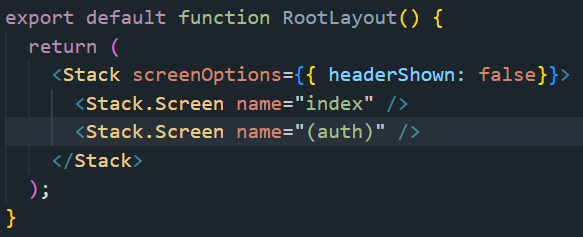 export default function RootLayout() {
  return (
    <Stack screenOptions={{ headerShown: false}}>
      <Stack.Screen name="index" />
      <Stack.Screen name="(auth)" />
    </Stack>
  );
}